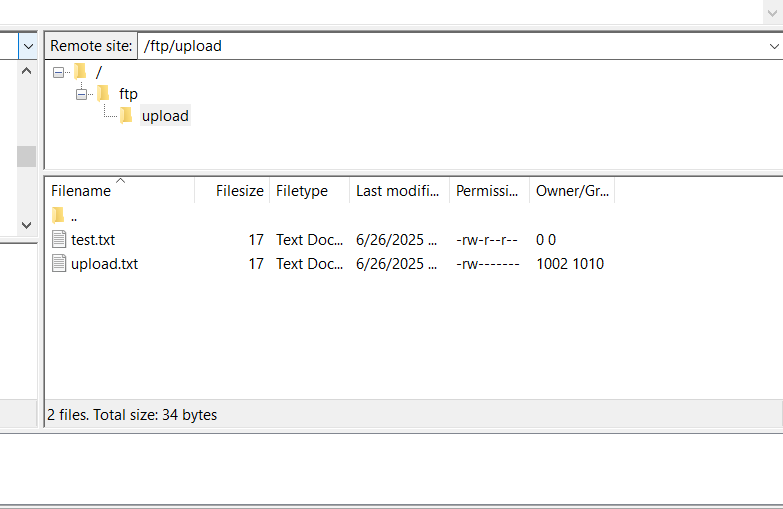 Remote site: /ftp/upload
/
ftp
upload
Filename Filesize Filetype Last modifi... Permissi... Owner/Gr...
..
test.txt 17 Text Doc... 6/26/2025 ... -rw-r--r-- 0 0
upload.txt 17 Text Doc... 6/26/2025 ... -rw------- 1002 1010
2 files. Total size: 34 bytes